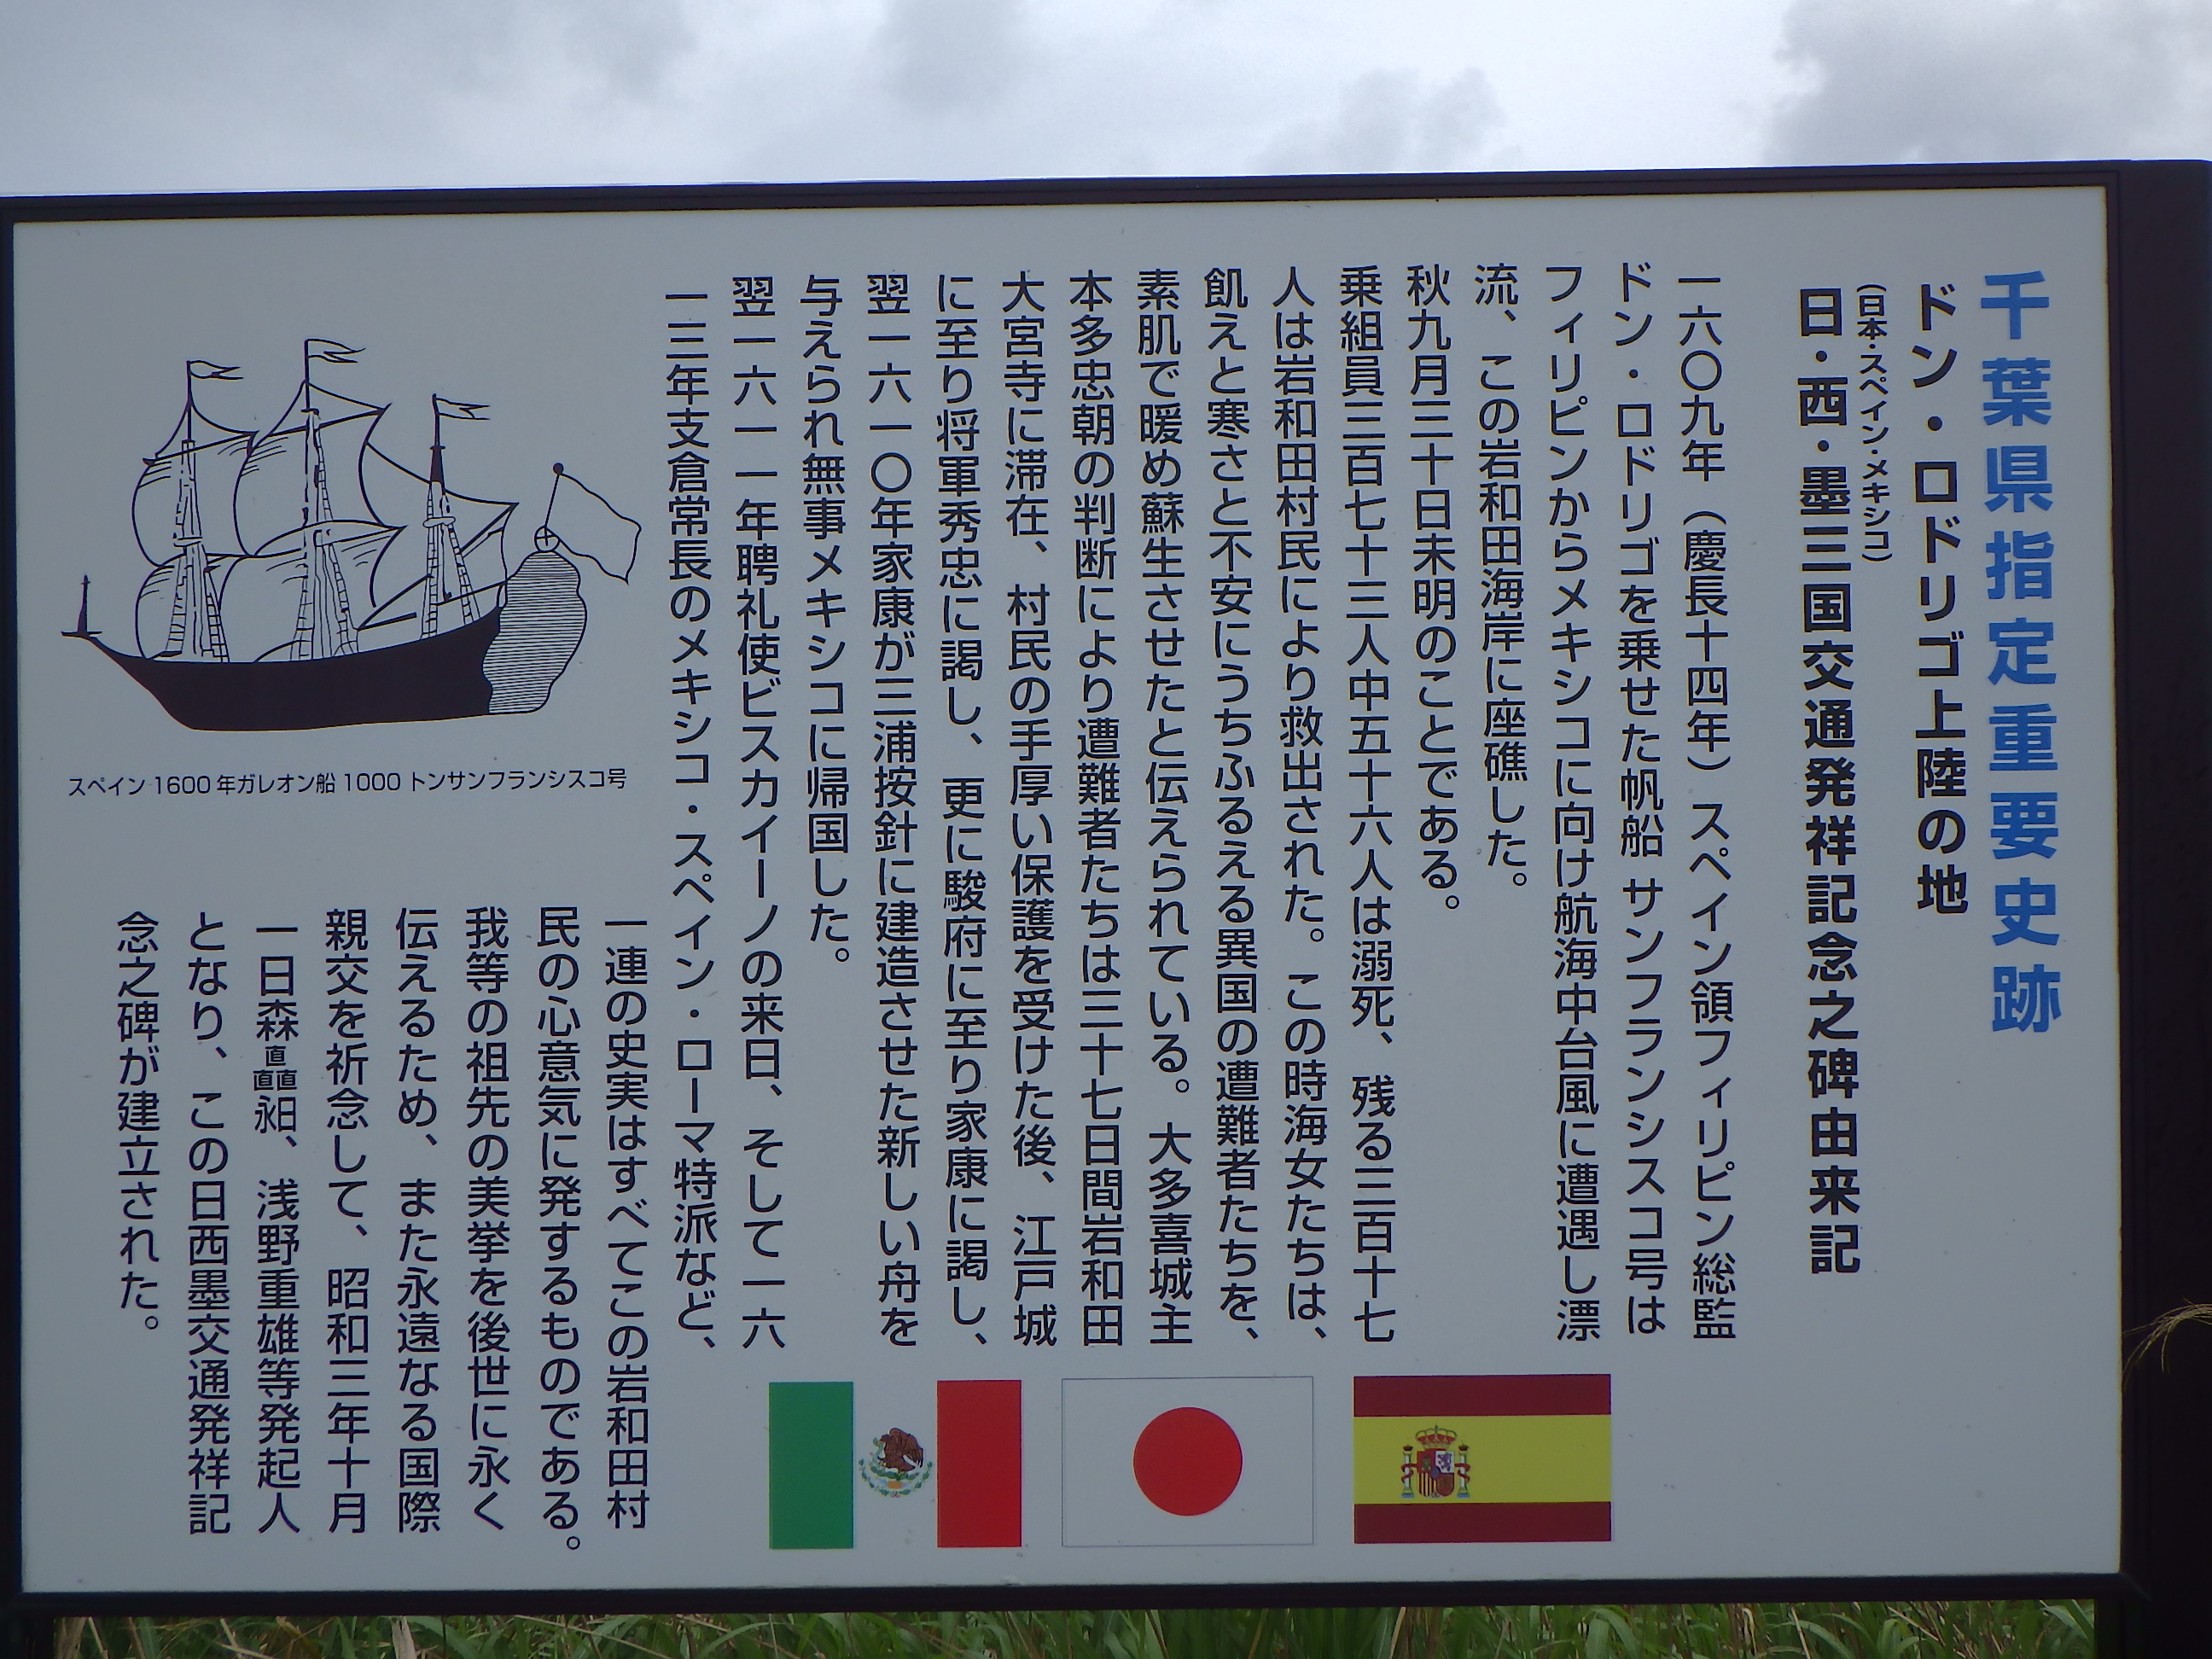 千葉県指定重要史跡
ドン・ロドリゴ上陸の地
(日本・スペイン・メキシコ)
日・西・墨三国交通発祥記念之碑由来記
一六〇九年（慶長十四年）スペイン領フィリピン総監
ドン・ロドリゴを乗せた帆船 サンフランシスコ号は
フィリピンからメキシコに向け航海中台風に遭遇し漂
流、この岩和田海岸に座礁した。
秋九月三十日未明のことである。
乗組員三百七十三人中五十六人は溺死、残る三百十七
人は岩和田村民により救出された。この時海女たちは、
飢えと寒さと不安にうちふるえる異国の遭難者たちを、
素肌で暖め蘇生させたと伝えられている。大多喜城主
本多忠朝の判断により遭難者たちは三十七日間岩和田
大宮寺に滞在、村民の手厚い保護を受けた後、江戸城
に至り将軍秀忠に謁し、更に駿府に至り家康に謁し、
翌一六一〇年家康が三浦按針に建造させた新しい舟を
与えられ無事メキシコに帰国した。
翌一六一一年聘礼使ビスカイーノの来日、そして一六
一三年支倉常長のメキシコ・スペイン・ローマ特派など、
一連の史実はすべてこの岩和田村
民の心意気に発するものである。
我等の祖先の美挙を後世に永く
伝えるため、また永遠なる国際
親交を祈念して、昭和三年十月
一日森矗昶、浅野重雄等発起人
となり、この日西墨交通発祥記
念之碑が建立された。
スペイン 1600 年ガレオン船 1000 トンサンフランシスコ号